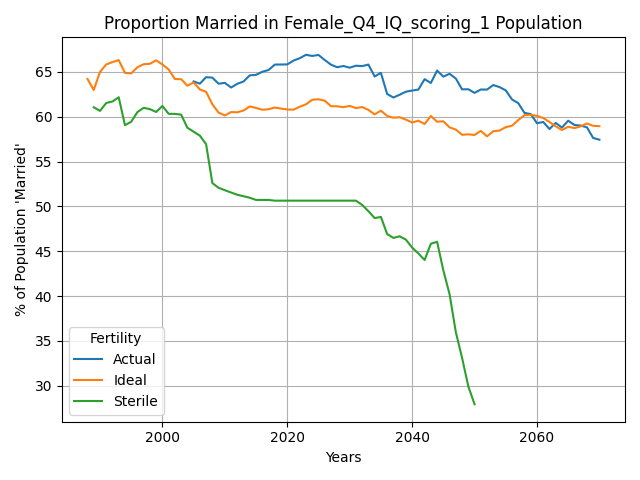 Proportion Married in Female_Q4_IQ_scoring_1 Population
% of Population 'Married'
65
60
55
50
45
40
35
30
Fertility
Actual
Ideal
Sterile
2000
2020
2040
2060
Years